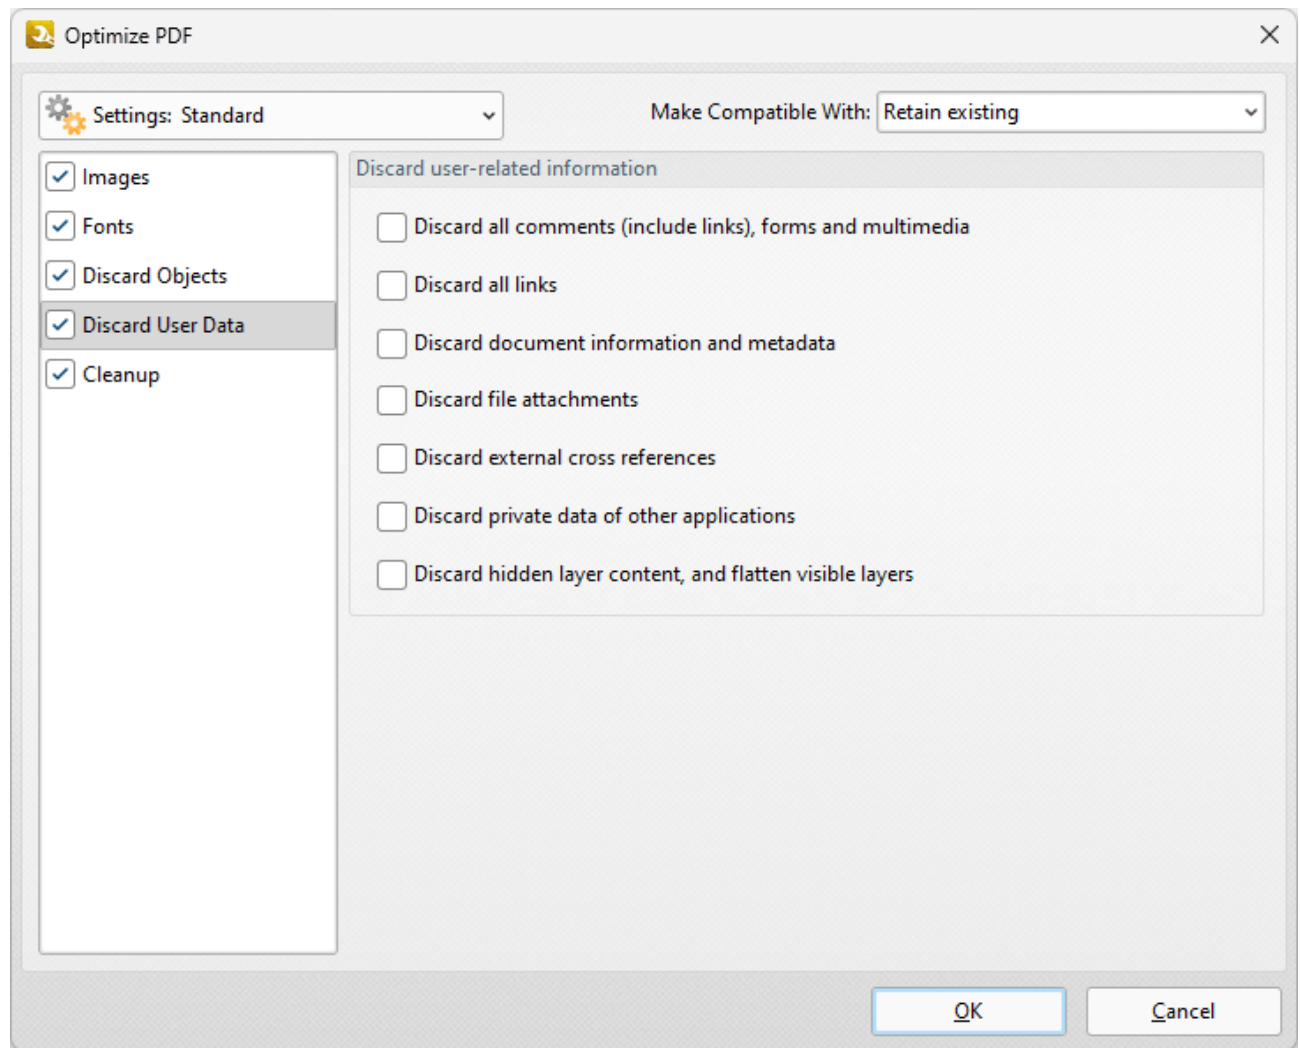 Optimize PDF
Settings: Standard
Make Compatible With: Retain existing
Images
Fonts
Discard Objects
Discard User Data
Cleanup
Discard user-related information
Discard all comments (include links), forms and multimedia
Discard all links
Discard document information and metadata
Discard file attachments
Discard external cross references
Discard private data of other applications
Discard hidden layer content, and flatten visible layers
OK
Cancel